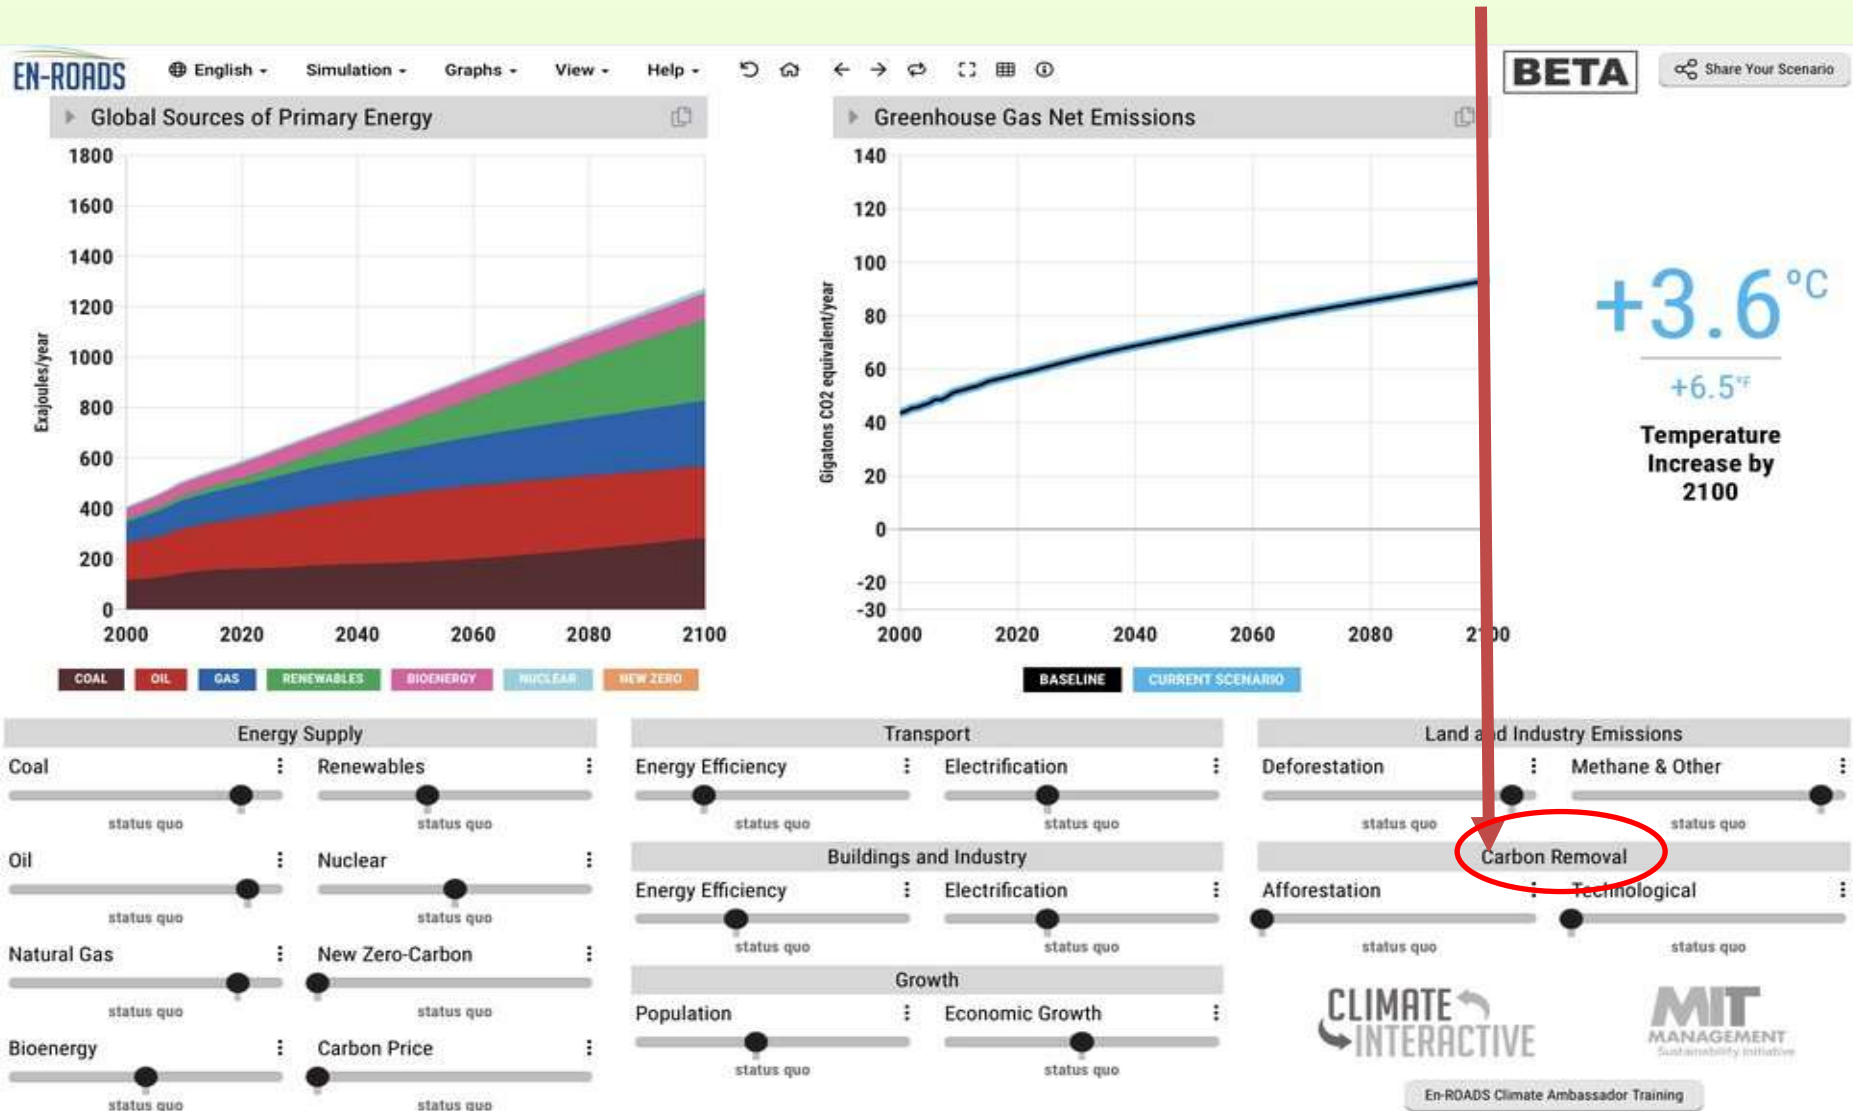 EN-ROADS
English
Simulation
Graphs
View
Help
BETA
Share Your Scenario
Global Sources of Primary Energy
1800
1600
1400
1200
1000
800
600
400
200
0
Exajoules/year
2000 2020 2040 2060 2080 2100
COAL OIL GAS RENEWABLES BIOENERGY NUCLEAR NEW ZERO
Greenhouse Gas Net Emissions
140
120
100
80
60
40
20
0
-20
-30
Gigatons CO2 equivalent/year
2000 2020 2040 2060 2080 2100
BASELINE CURRENT SCENARIO
+3.6°C
+6.5°F
Temperature
Increase by
2100
Energy Supply
Coal
status quo
Renewables
status quo
Oil
status quo
Nuclear
status quo
Natural Gas
status quo
New Zero-Carbon
status quo
Bioenergy
status quo
Carbon Price
status quo
Transport
Energy Efficiency
status quo
Electrification
status quo
Buildings and Industry
Energy Efficiency
status quo
Electrification
status quo
Growth
Population
status quo
Economic Growth
status quo
Land and Industry Emissions
Deforestation
status quo
Methane & Other
status quo
Carbon Removal
Afforestation
status quo
Technological
status quo
CLIMATE
INTERACTIVE
MIT
MANAGEMENT
Sustainability Initiative
En-ROADS Climate Ambassador Training